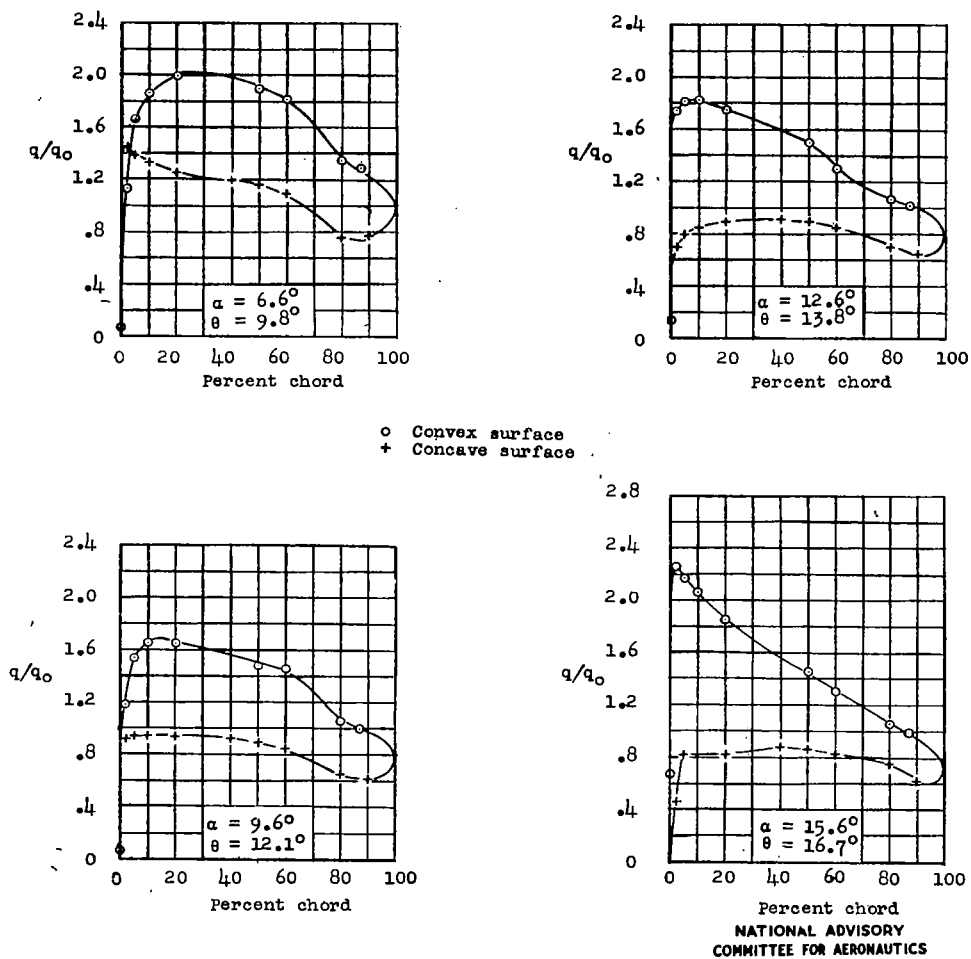 2.4
2.0
1.6
q/q₀
1.2
.8
.4
0
α = 6.6°
θ = 9.8°
0 20 40 60 80 100
Percent chord
2.4
2.0
1.6
q/q₀
1.2
.8
.4
0
α = 12.6°
θ = 13.8°
0 20 40 60 80 100
Percent chord
o Convex surface
+ Concave surface
2.4
2.0
1.6
q/q₀
1.2
.8
.4
0
α = 9.6°
θ = 12.1°
0 20 40 60 80 100
Percent chord
2.8
2.4
2.0
1.6
q/q₀
1.2
.8
.4
0
α = 15.6°
θ = 16.7°
0 20 40 60 80 100
Percent chord
NATIONAL ADVISORY
COMMITTEE FOR AERONAUTICS